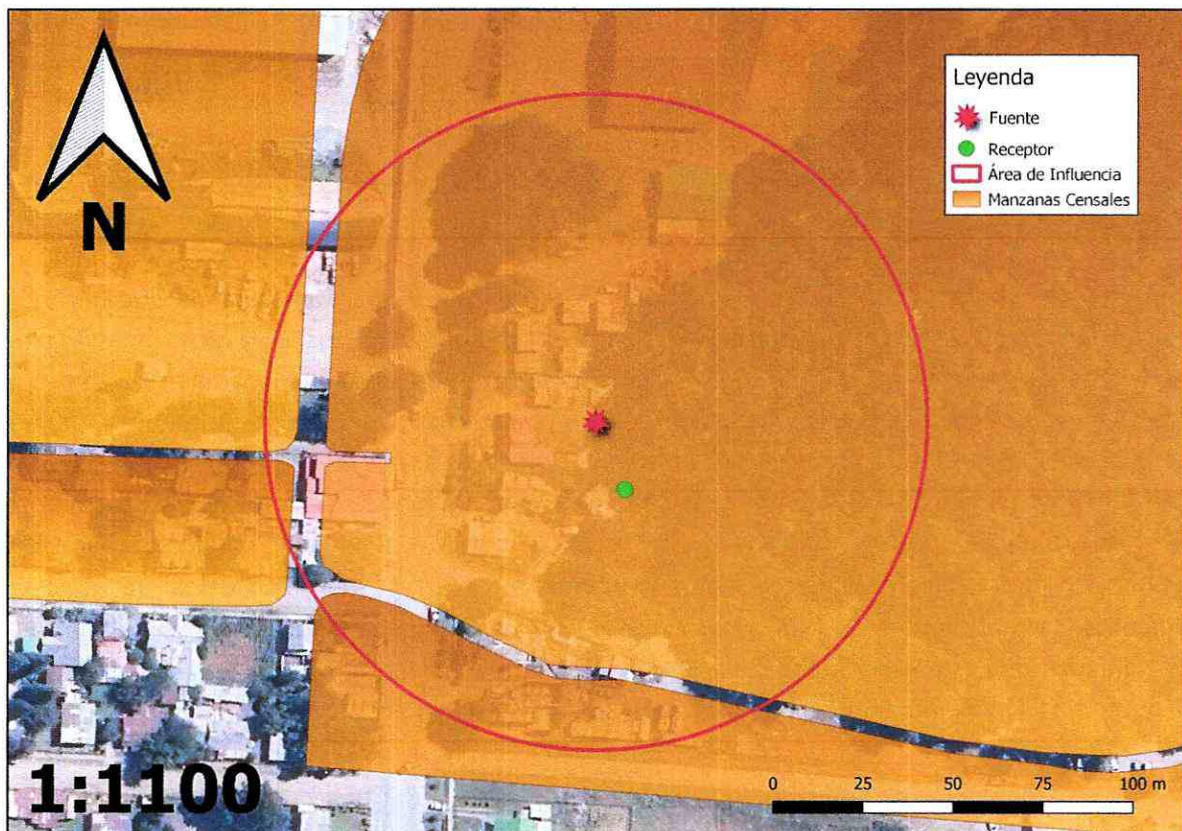 N
Leyenda
Fuente
Receptor
Área de Influencia
Manzanas Censales
1:1100
0 25 50 75 100 m